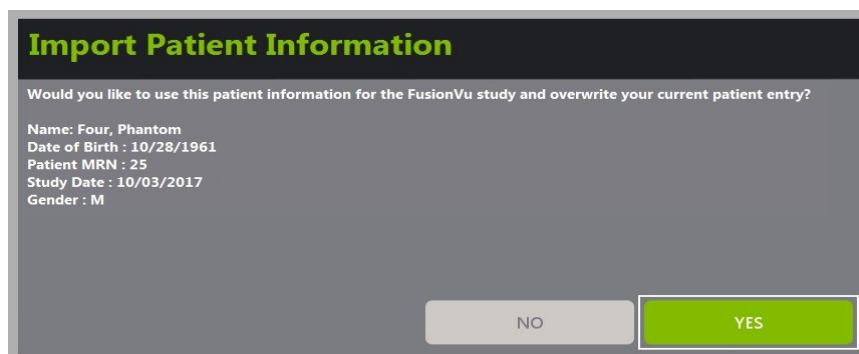 Import Patient Information
Would you like to use this patient information for the FusionVu study and overwrite your current patient entry?
Name: Four, Phantom
Date of Birth : 10/28/1961
Patient MRN : 25
Study Date : 10/03/2017
Gender : M
NO YES